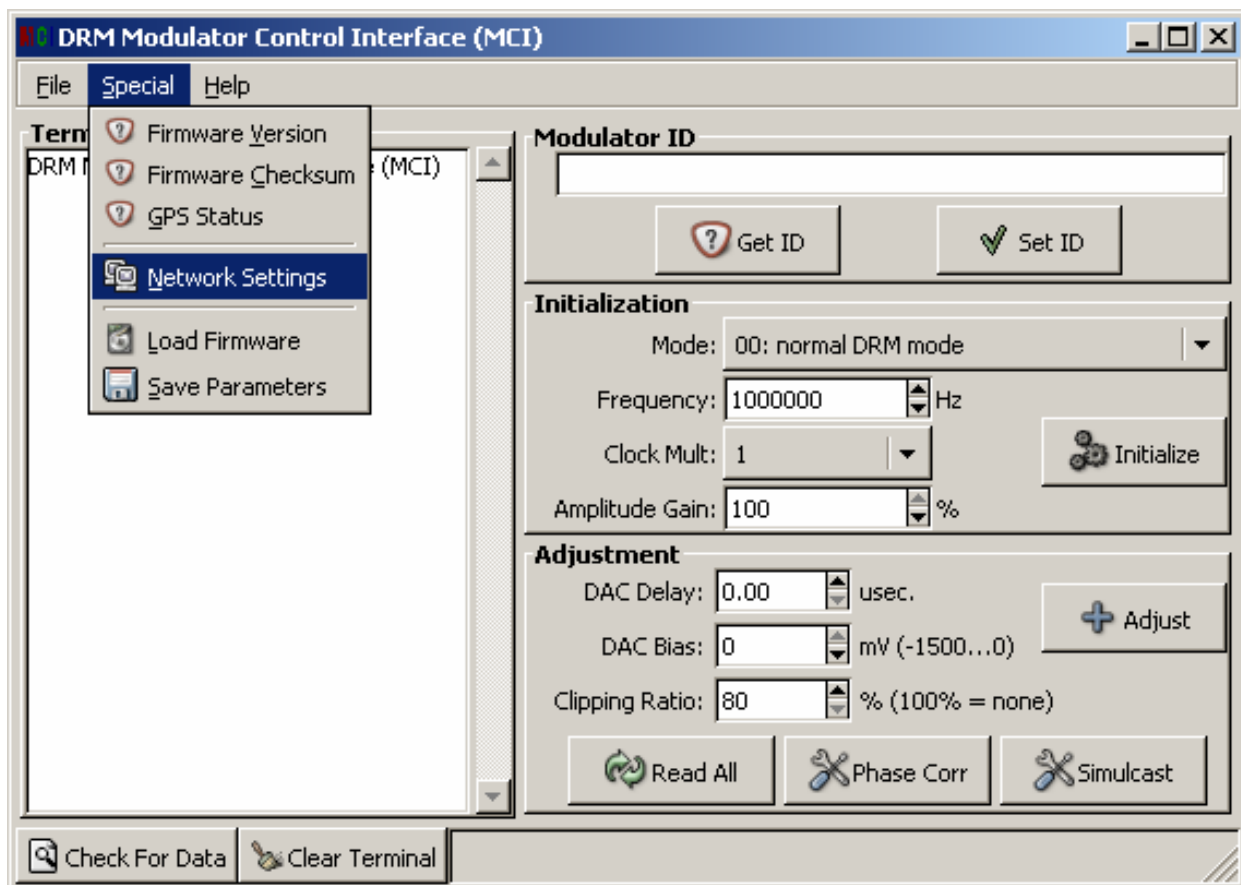 MC DRM Modulator Control Interface (MCI)
File Special Help
Firmware Version
Firmware Checksum
GPS Status
Network Settings
Load Firmware
Save Parameters
Term
DRM (MCI)
Modulator ID
Get ID Set ID
Initialization
Mode: 00: normal DRM mode
Frequency: 1000000 Hz
Clock Mult: 1
Initialize
Amplitude Gain: 100 %
Adjustment
DAC Delay: 0.00 usec.
Adjust
DAC Bias: 0 mV (-1500...0)
Clipping Ratio: 80 % (100% = none)
Read All Phase Corr Simulcast
Check For Data Clear Terminal